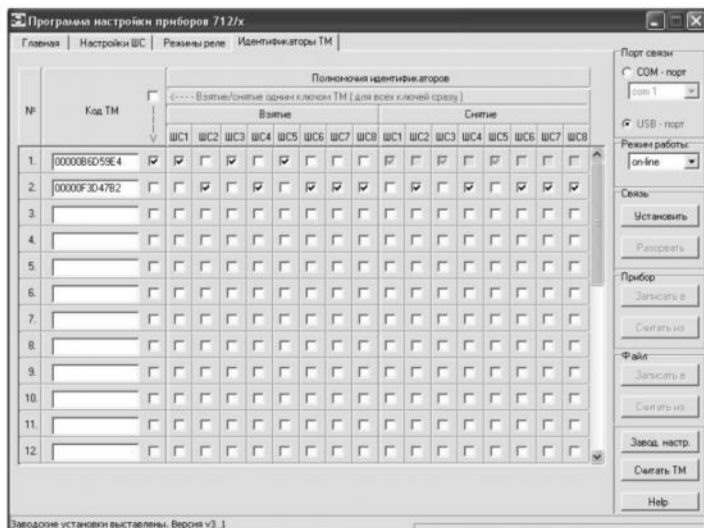 Программа настройки приборов 712/х
Главная Настройки ШС Режимы реле Идентификаторы ТМ
Полномочия идентификаторов
<---- Взятие/снятие одним ключом ТМ ( для всех ключей сразу )
№ Код ТМ Взятие Снятие
ШС1 ШС2 ШС3 ШС4 ШС5 ШС6 ШС7 ШС8 ШС1 ШС2 ШС3 ШС4 ШС5 ШС6 ШС7 ШС8
1. 00000B6D59E4
2. 00000F3D47B2
3.
4.
5.
6.
7.
8.
9.
10.
11.
12.
Порт связи
COM - порт
com 1
USB - порт
Режим работы:
on-line
Связь
Установить
Разорвать
Прибор
Записать в
Считать из
Файл
Записать в
Считать из
Завод. настр.
Считать ТМ
Help
Заводские установки выставлены. Версия v3_1